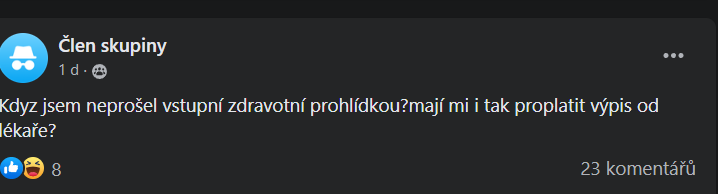 Člen skupiny
1 d ·
Kdyz jsem neprošel vstupní zdravotní prohlídkou?mají mi i tak proplatit výpis od
lékaře?
8
23 komentářů